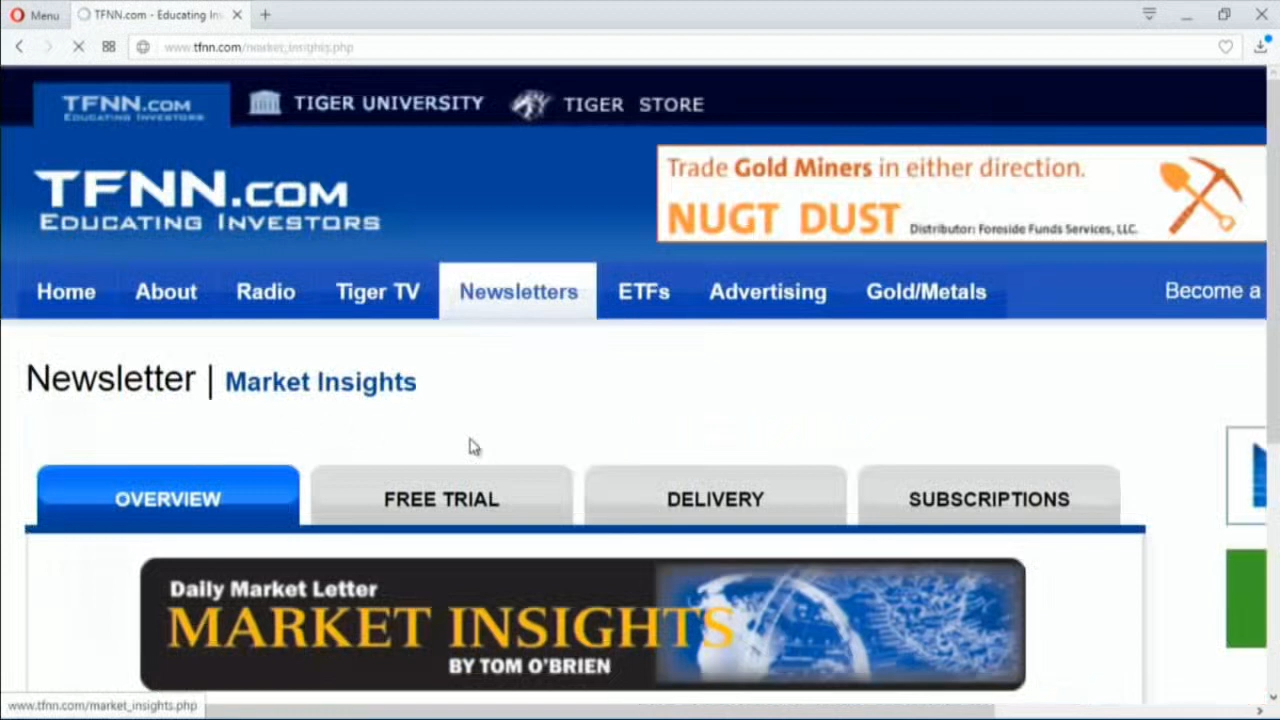 Menu
TFNN.com - Educating In
www.tfnn.com/market_insights.php
TFNN.COM
EDUCATING INVESTORS
TIGER UNIVERSITY
TIGER STORE
TFNN.COM
EDUCATING INVESTORS
Trade Gold Miners in either direction.
NUGT DUST
Distributor: Foreside Funds Services, LLC.
Home
About
Radio
Tiger TV
Newsletters
ETFs
Advertising
Gold/Metals
Become a
Newsletter | Market Insights
OVERVIEW
FREE TRIAL
DELIVERY
SUBSCRIPTIONS
Daily Market Letter
MARKET INSIGHTS
BY TOM O'BRIEN
www.tfnn.com/market_insights.php